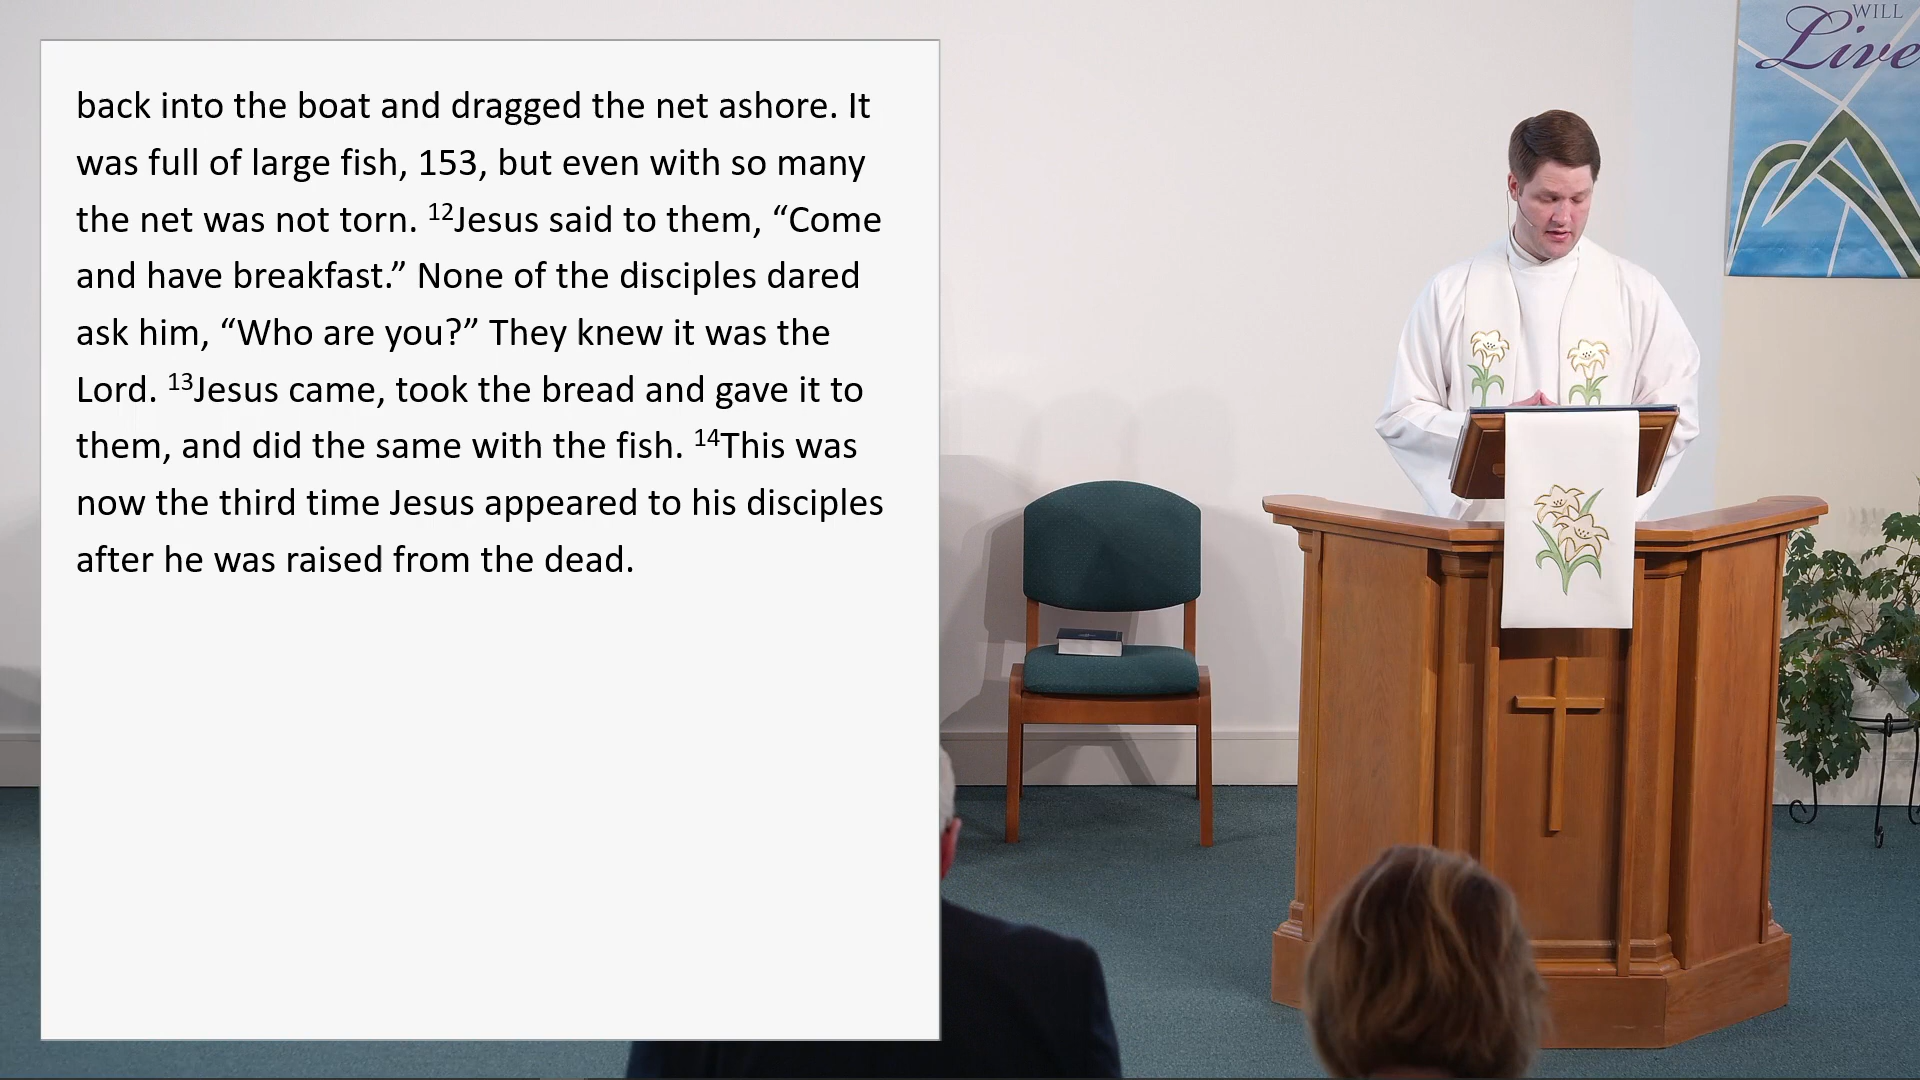 back into the boat and dragged the net ashore. It
was full of large fish, 153, but even with so many
the net was not torn. 12Jesus said to them, “Come
and have breakfast.” None of the disciples dared
ask him, “Who are you?” They knew it was the
Lord. 13Jesus came, took the bread and gave it to
them, and did the same with the fish. 14This was
now the third time Jesus appeared to his disciples
after he was raised from the dead.
WILL
Live